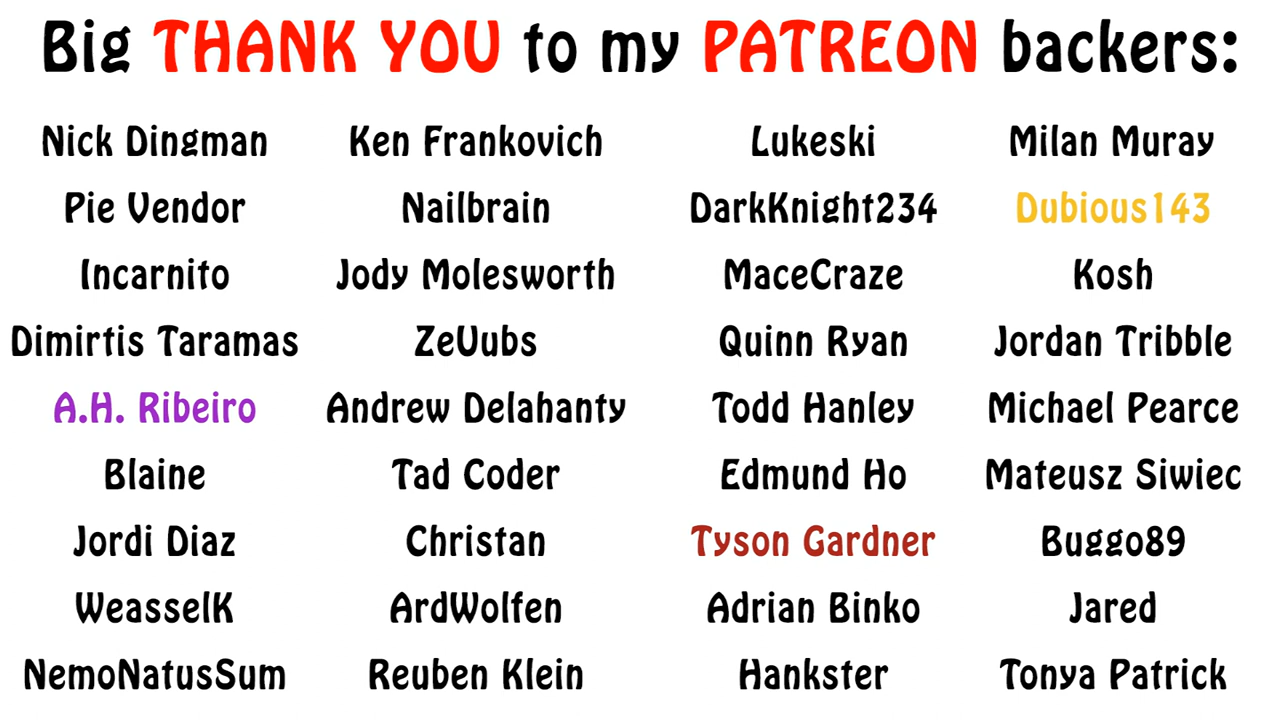 Big THANK YOU to my PATREON backers:
Nick Dingman Ken Frankovich Lukeski Milan Muray
Pie Vendor Nailbrain DarkKnight234 Dubious143
Incarnito Jody Molesworth MaceCraze Kosh
Dimirtis Taramas ZeVubs Quinn Ryan Jordan Tribble
A.H. Ribeiro Andrew Delahanty Todd Hanley Michael Pearce
Blaine Tad Coder Edmund Ho Mateusz Siwiec
Jordi Diaz Christan Tyson Gardner Buggo89
WeasselK ArdWolfen Adrian Binko Jared
NemoNatusSum Reuben Klein Hankster Tonya Patrick